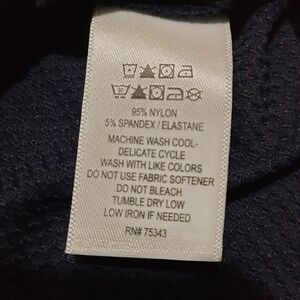 95% NYLON
5% SPANDEX / ELASTANE
MACHINE WASH COOL-
DELICATE CYCLE
WASH WITH LIKE COLORS
DO NOT USE FABRIC SOFTENER
DO NOT BLEACH
TUMBLE DRY LOW
LOW IRON IF NEEDED
RN# 75343